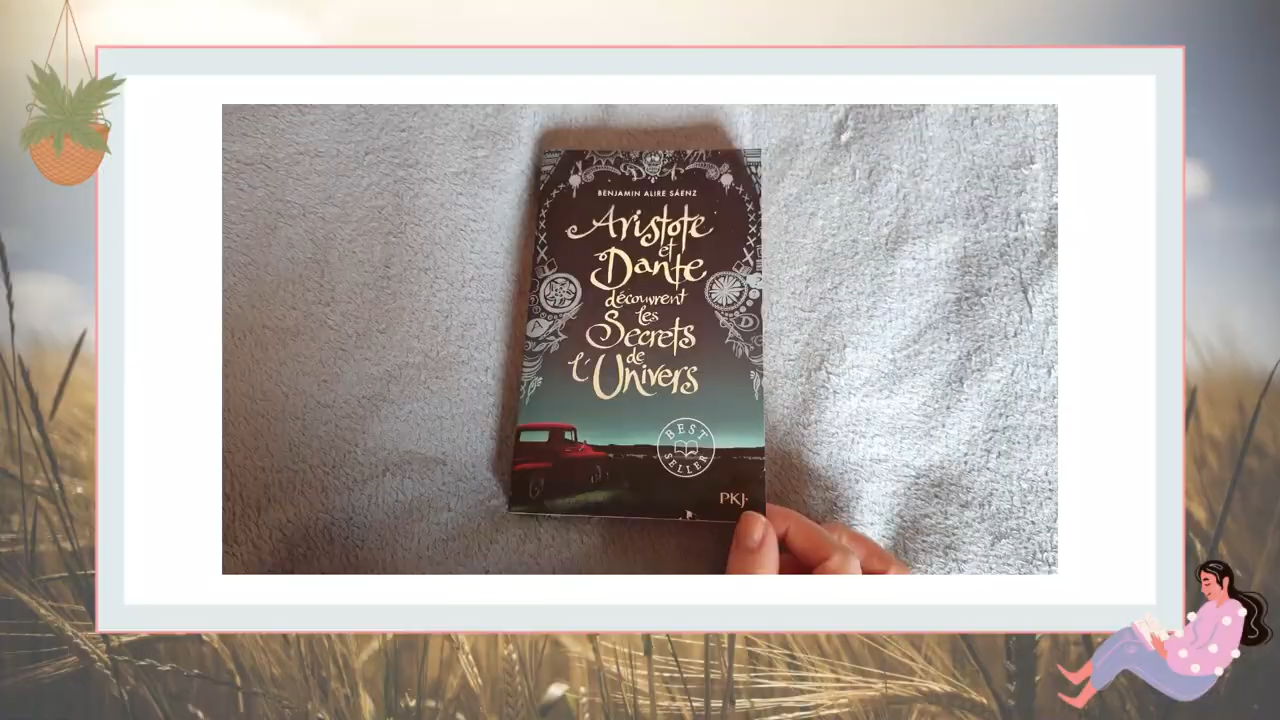 BENJAMIN ALIRE SÁENZ
Aristote
et
Dante
découvrent
les
Secrets
de
l'Univers
BEST
SELLER
PKJ·
A
D